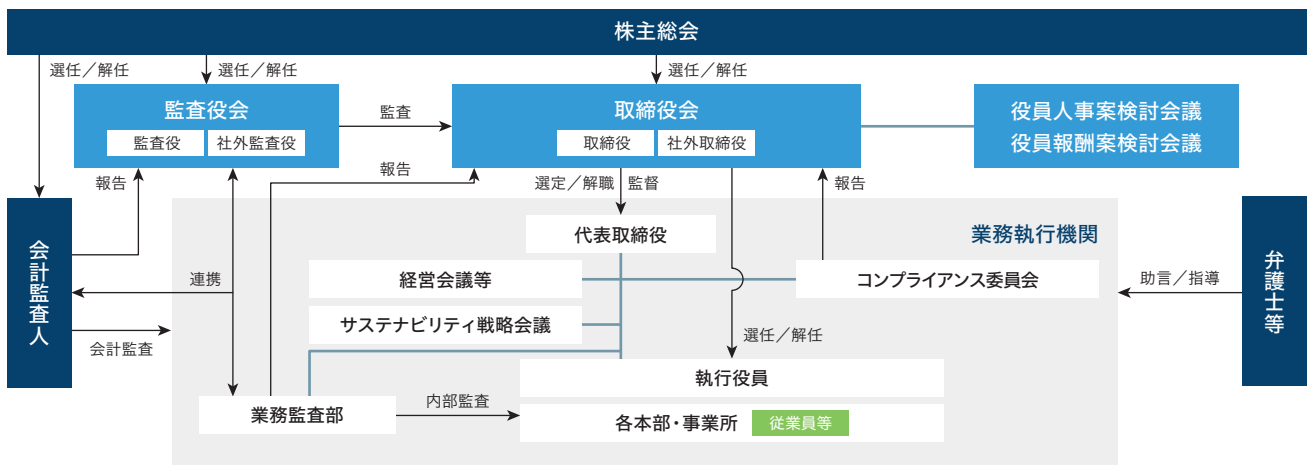 株主総会
選任／解任
選任／解任
選任／解任
監査役会
監査役
社外監査役
監査
取締役会
取締役
社外取締役
役員人事案検討会議
役員報酬案検討会議
報告
報告
選定／解職
監督
報告
会計監査人
業務執行機関
代表取締役
弁護士等
連携
経営会議等
コンプライアンス委員会
助言／指導
サステナビリティ戦略会議
選任／解任
会計監査
執行役員
業務監査部
内部監査
各本部・事業所
従業員等